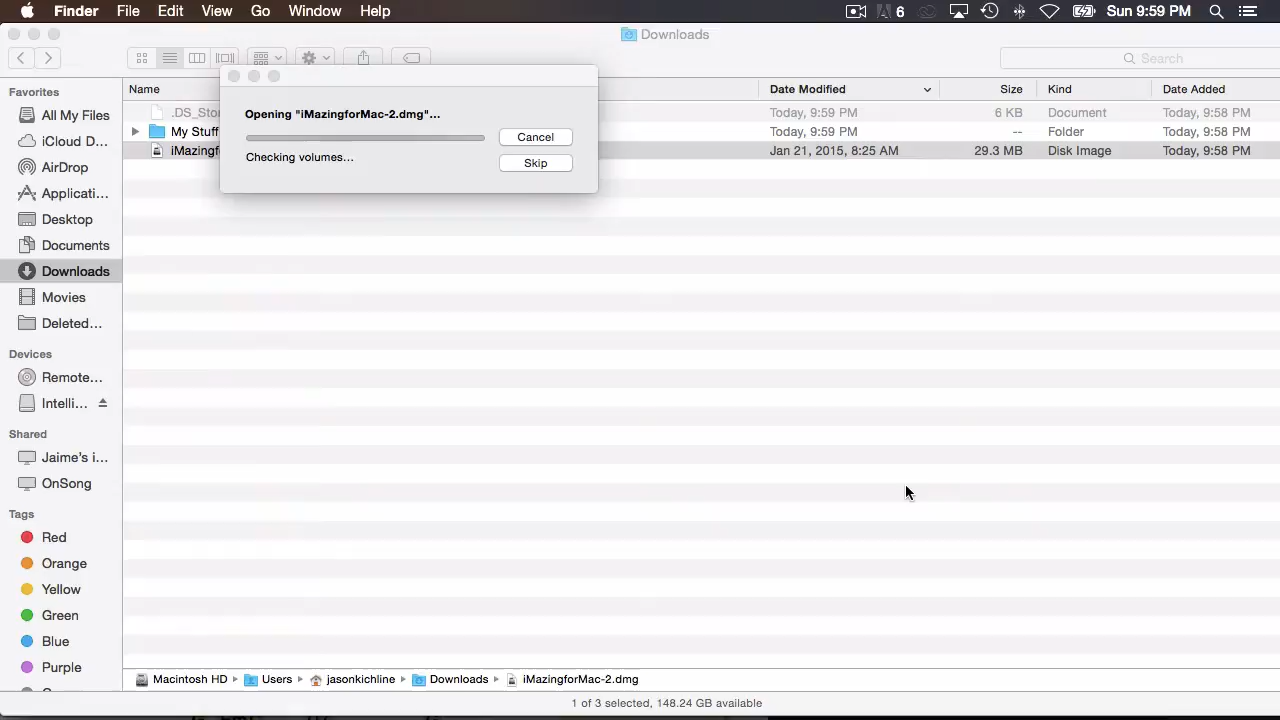 Finder File Edit View Go Window Help 6 Sun 9:59 PM
Downloads
Search
Name Date Modified Size Kind Date Added
.DS_Sto Today, 9:59 PM 6 KB Document Today, 9:58 PM
My Stuff Today, 9:59 PM -- Folder Today, 9:58 PM
iMazingf Jan 21, 2015, 8:25 AM 29.3 MB Disk Image Today, 9:58 PM
Opening "iMazingforMac-2.dmg"...
Cancel
Checking volumes...
Skip
Favorites
All My Files
iCloud D...
AirDrop
Applicati...
Desktop
Documents
Downloads
Movies
Deleted...
Devices
Remote...
Intelli...
Shared
Jaime's i...
OnSong
Tags
Red
Orange
Yellow
Green
Blue
Purple
Macintosh HD Users jasonkichline Downloads iMazingforMac-2.dmg
1 of 3 selected, 148.24 GB available